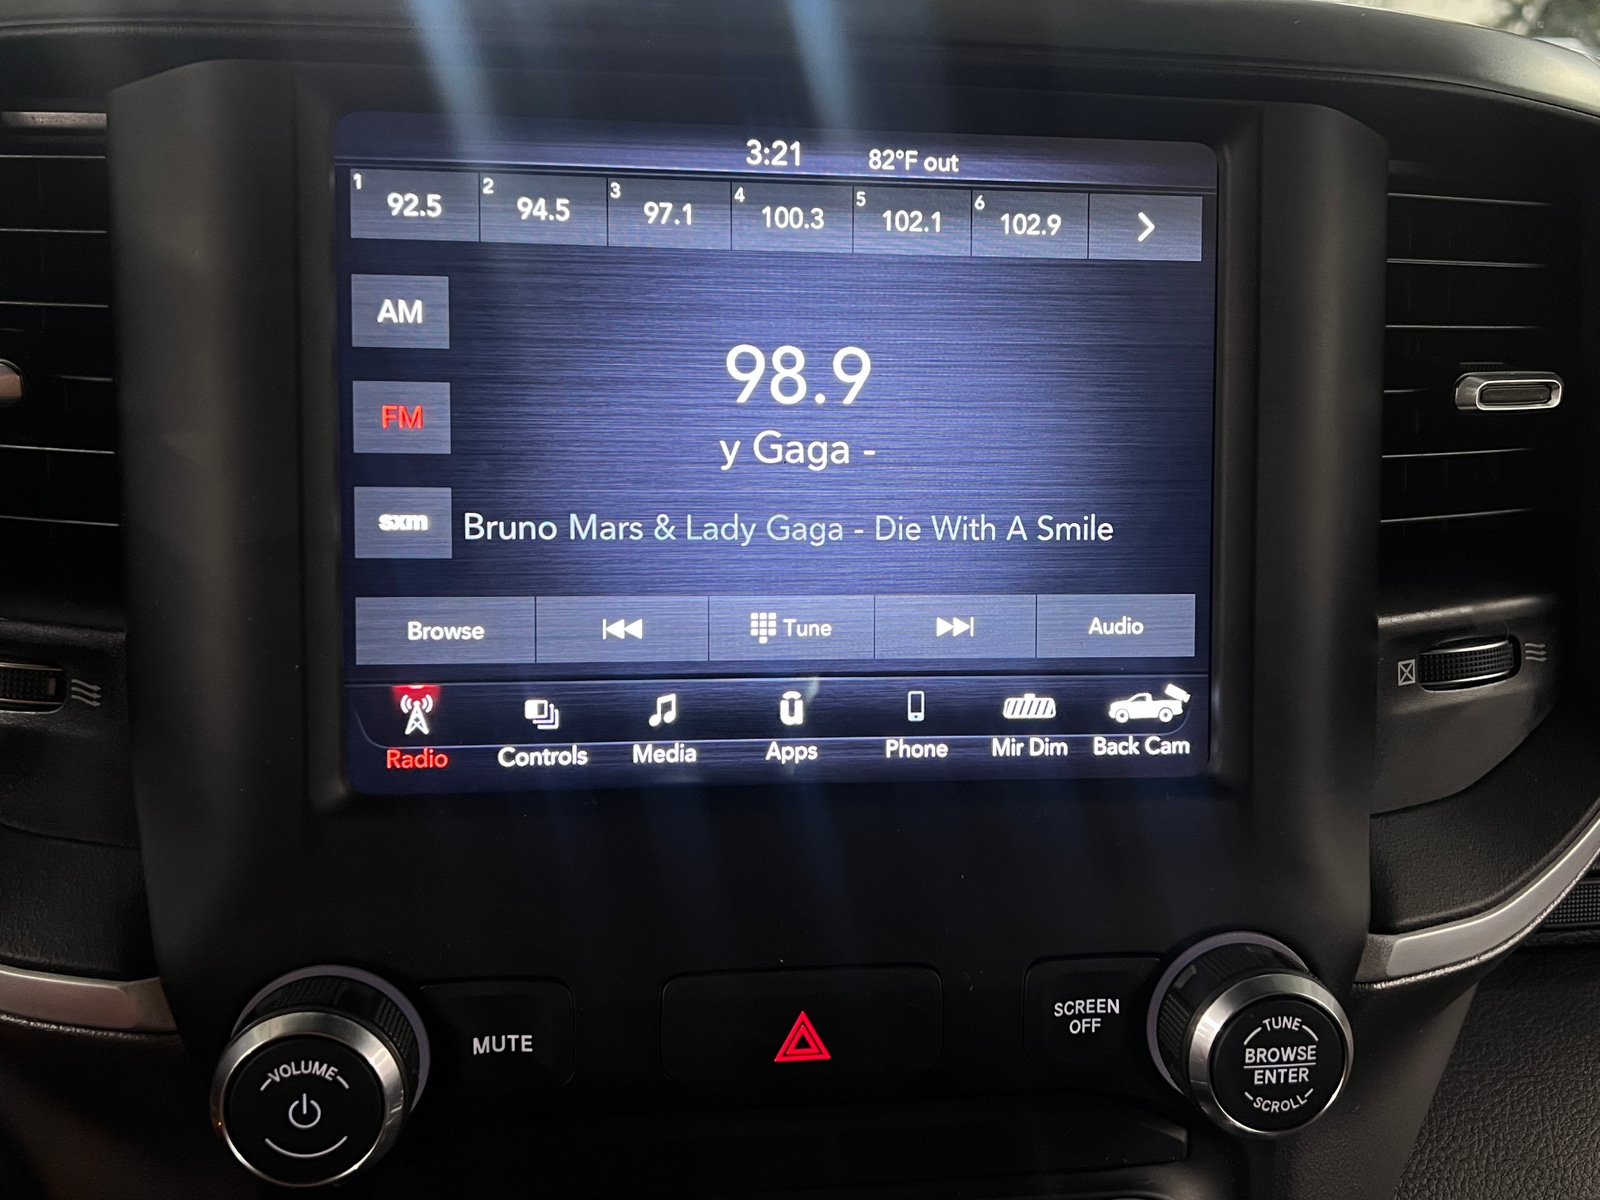 3:21 82°F out
1 92.5 2 94.5 3 97.1 4 100.3 5 102.1 6 102.9
AM
98.9
FM
y Gaga -
sxm
Bruno Mars & Lady Gaga - Die With A Smile
Browse Tune Audio
Radio Controls Media Apps Phone Mir Dim Back Cam
VOLUME
MUTE
SCREEN
OFF
TUNE
BROWSE
ENTER
SCROLL